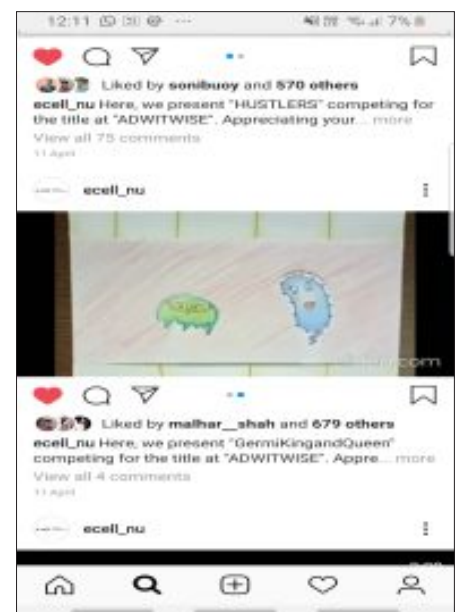 12:11
7%
Liked by sonibuoy and 570 others
ecell_nu Here, we present "HUSTLERS" competing for
the title at "ADWITWISE". Appreciating your... more
View all 75 comments
11 April
ecell_nu
.com
Liked by malhar__shah and 679 others
ecell_nu Here, we present "GermiKingandQueen"
competing for the title at "ADWITWISE". Appre... more
View all 4 comments
11 April
ecell_nu